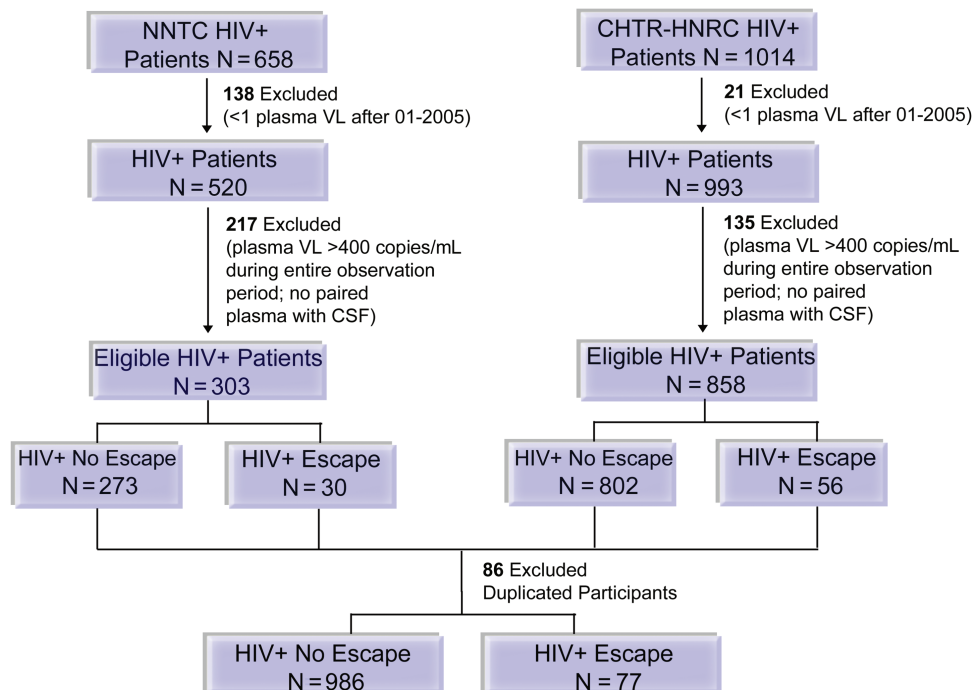 NNTC HIV+
Patients N = 658
CHTR-HNRC HIV+
Patients N = 1014
138 Excluded
(<1 plasma VL after 01-2005)
21 Excluded
(<1 plasma VL after 01-2005)
HIV+ Patients
N = 520
HIV+ Patients
N = 993
217 Excluded
(plasma VL >400 copies/mL
during entire observation
period; no paired
plasma with CSF)
135 Excluded
(plasma VL >400 copies/mL
during entire observation
period; no paired
plasma with CSF)
Eligible HIV+ Patients
N = 303
Eligible HIV+ Patients
N = 858
HIV+ No Escape
N = 273
HIV+ Escape
N = 30
HIV+ No Escape
N = 802
HIV+ Escape
N = 56
86 Excluded
Duplicated Participants
HIV+ No Escape
N = 986
HIV+ Escape
N = 77